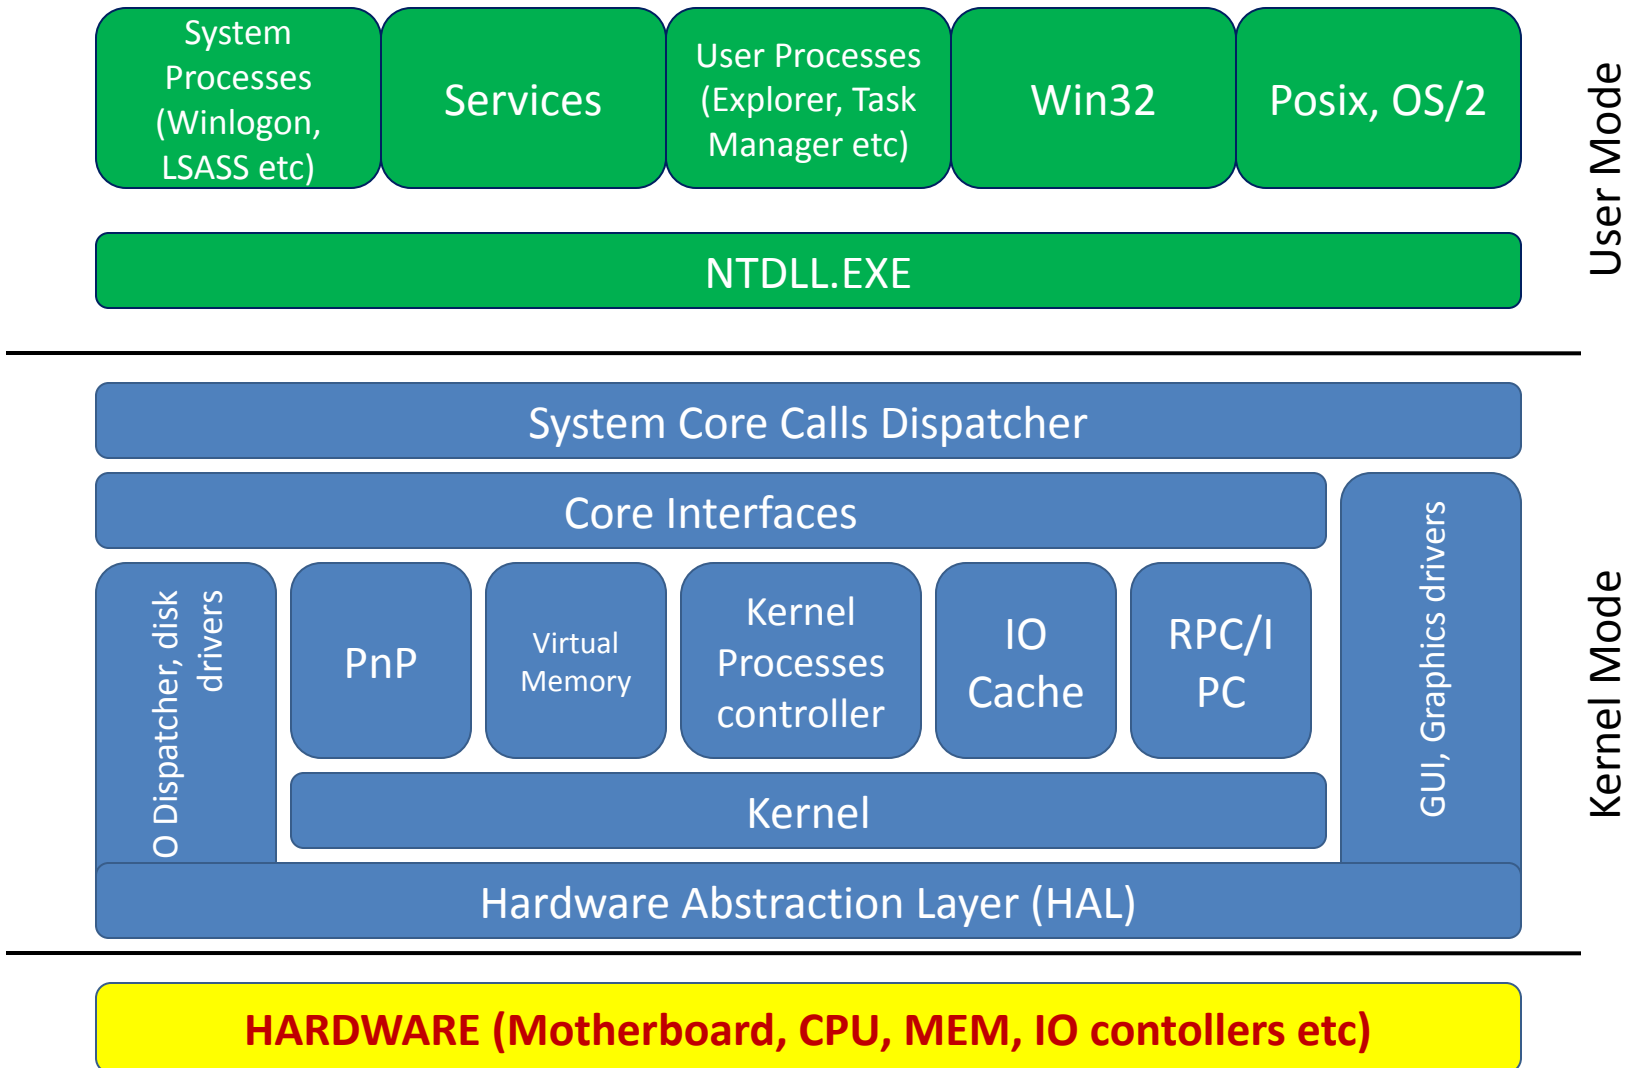 System
Processes
(Winlogon,
LSASS etc)
Services
User Processes
(Explorer, Task
Manager etc)
Win32
Posix, OS/2
User Mode
NTDLL.EXE
System Core Calls Dispatcher
Core Interfaces
O Dispatcher, disk
drivers
PnP
Virtual
Memory
Kernel
Processes
controller
IO
Cache
RPC/I
PC
GUI, Graphics drivers
Kernel Mode
Kernel
Hardware Abstraction Layer (HAL)
HARDWARE (Motherboard, CPU, MEM, IO contollers etc)